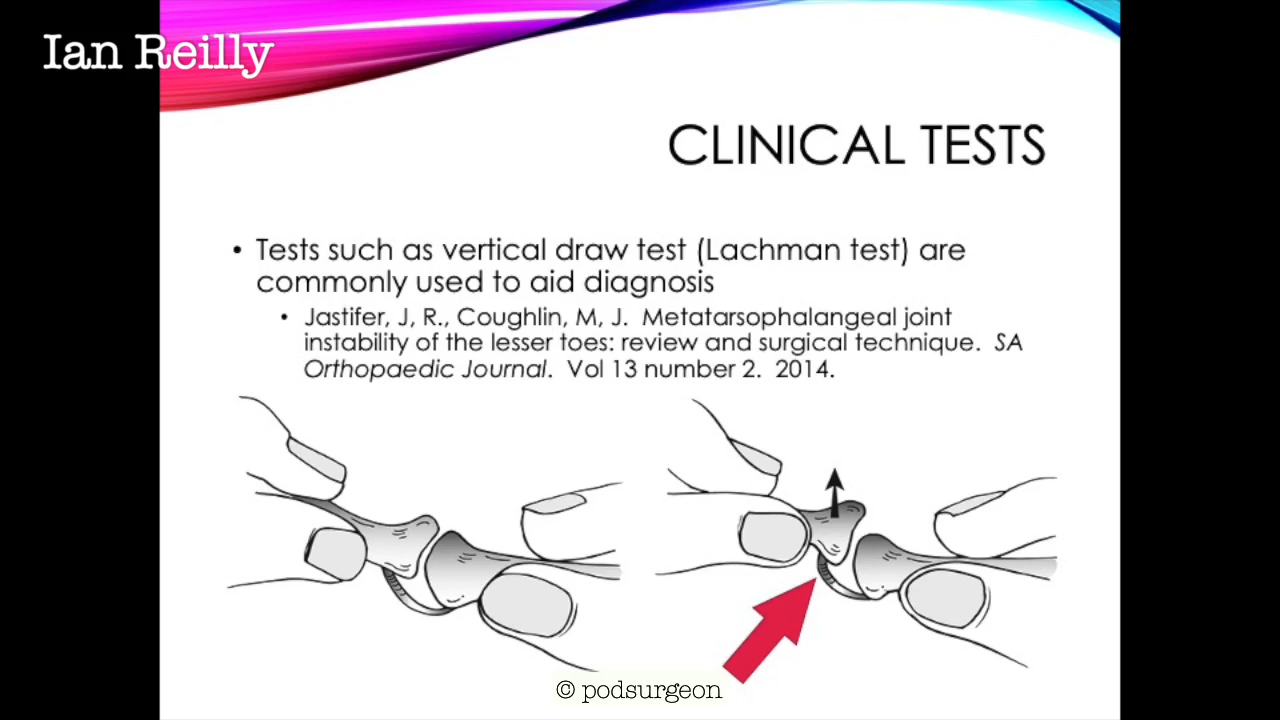 Ian Reilly
CLINICAL TESTS
• Tests such as vertical draw test (Lachman test) are
commonly used to aid diagnosis
• Jastifer, J, R., Coughlin, M, J.  Metatarsophalangeal joint
instability of the lesser toes: review and surgical technique.  SA
Orthopaedic Journal.  Vol 13 number 2.  2014.
© podsurgeon